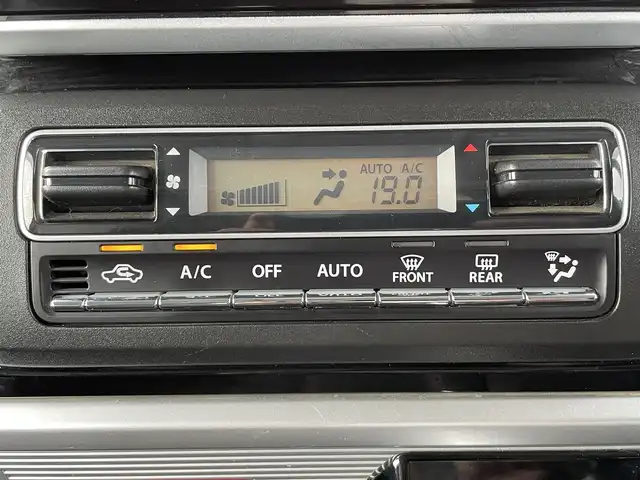 AUTO A/C
19.0
A/C OFF AUTO FRONT REAR